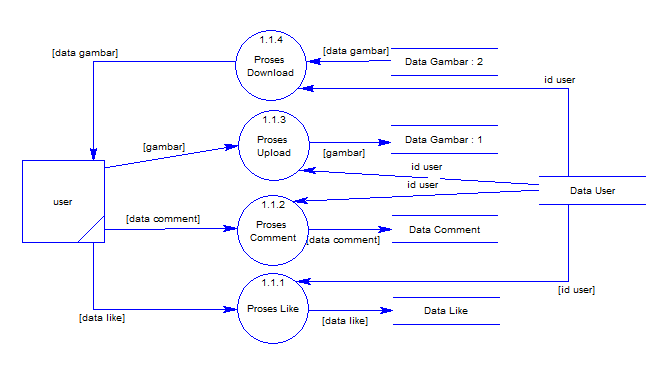 1.1.4
[data gambar]
Proses
Download
[data gambar]
Data Gambar : 2
id user
1.1.3
Proses
Upload
[gambar]
[gambar]
Data Gambar : 1
id user
id user
Data User
user
1.1.2
[data comment]
Proses
Comment
[data comment]
Data Comment
1.1.1
[id user]
Proses Like
[data like]
[data like]
Data Like